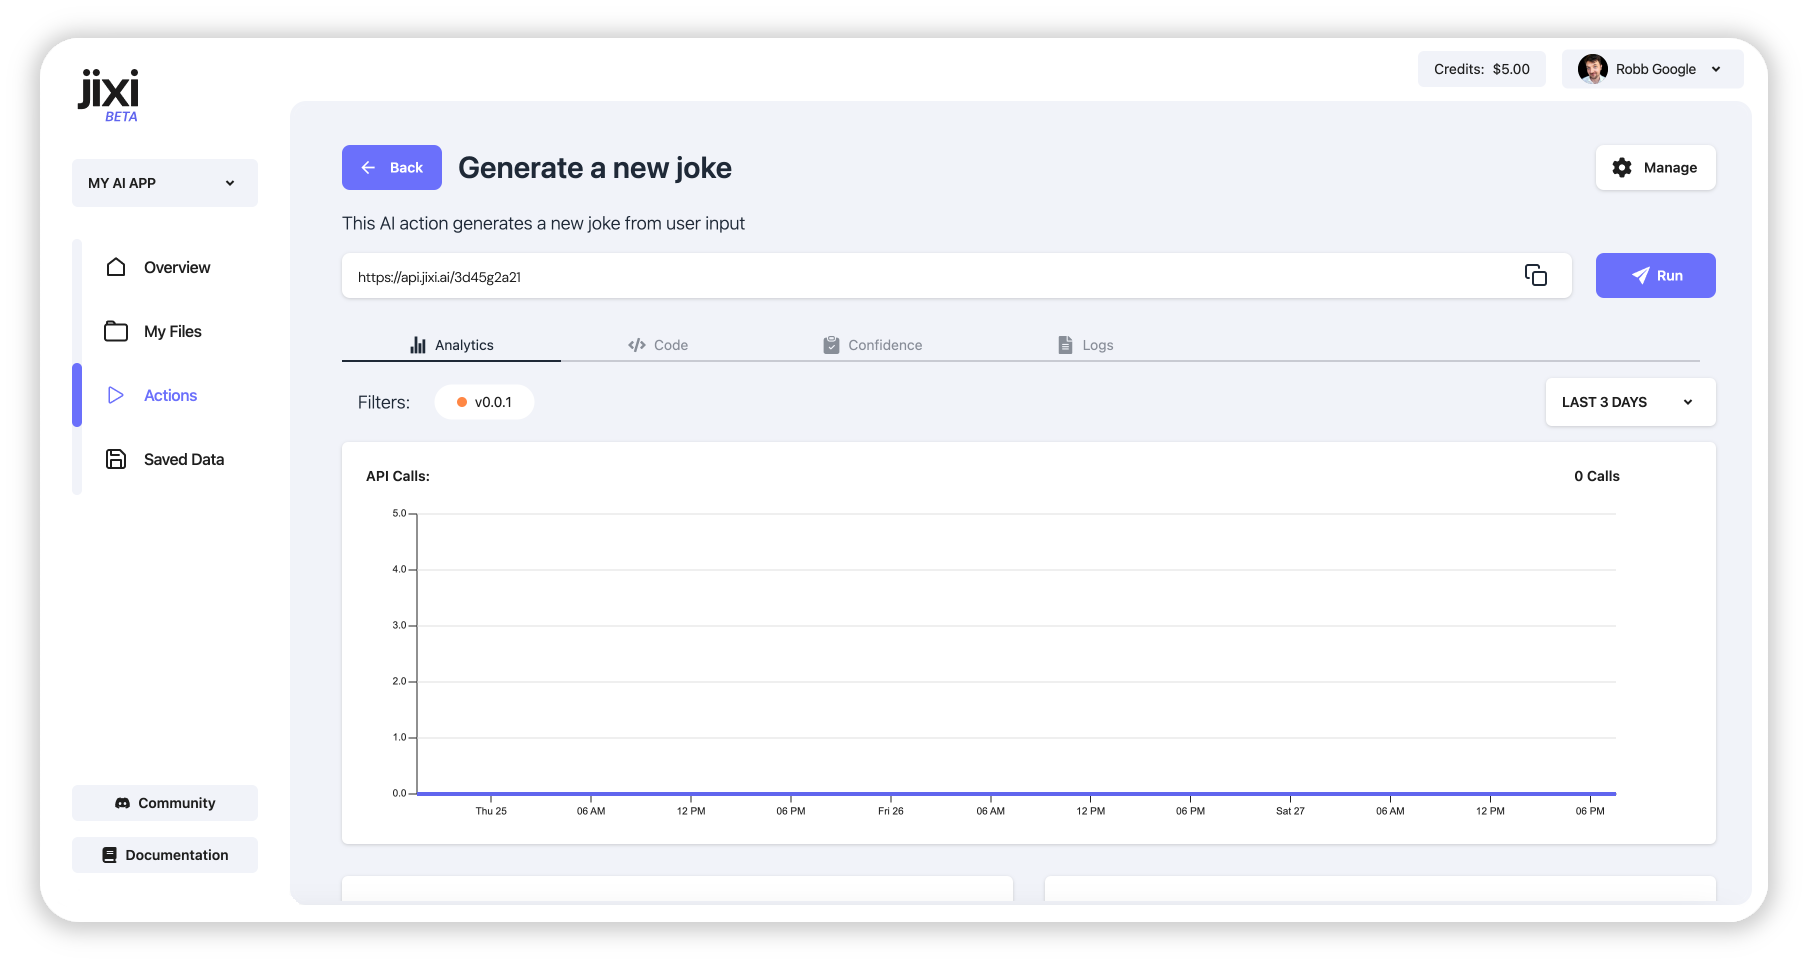 jixi
BETA
Credits: $5.00
Robb Google
MY AI APP
Overview
My Files
Actions
Saved Data
Community
Documentation
Back
Generate a new joke
Manage
This AI action generates a new joke from user input
https://api.jixi.ai/3d45g2a21
Run
Analytics
Code
Confidence
Logs
Filters:
v0.0.1
LAST 3 DAYS
API Calls:
0 Calls
5.0
4.0
3.0
2.0
1.0
0.0
Thu 25 06 AM 12 PM 06 PM Fri 26 06 AM 12 PM 06 PM Sat 27 06 AM 12 PM 06 PM